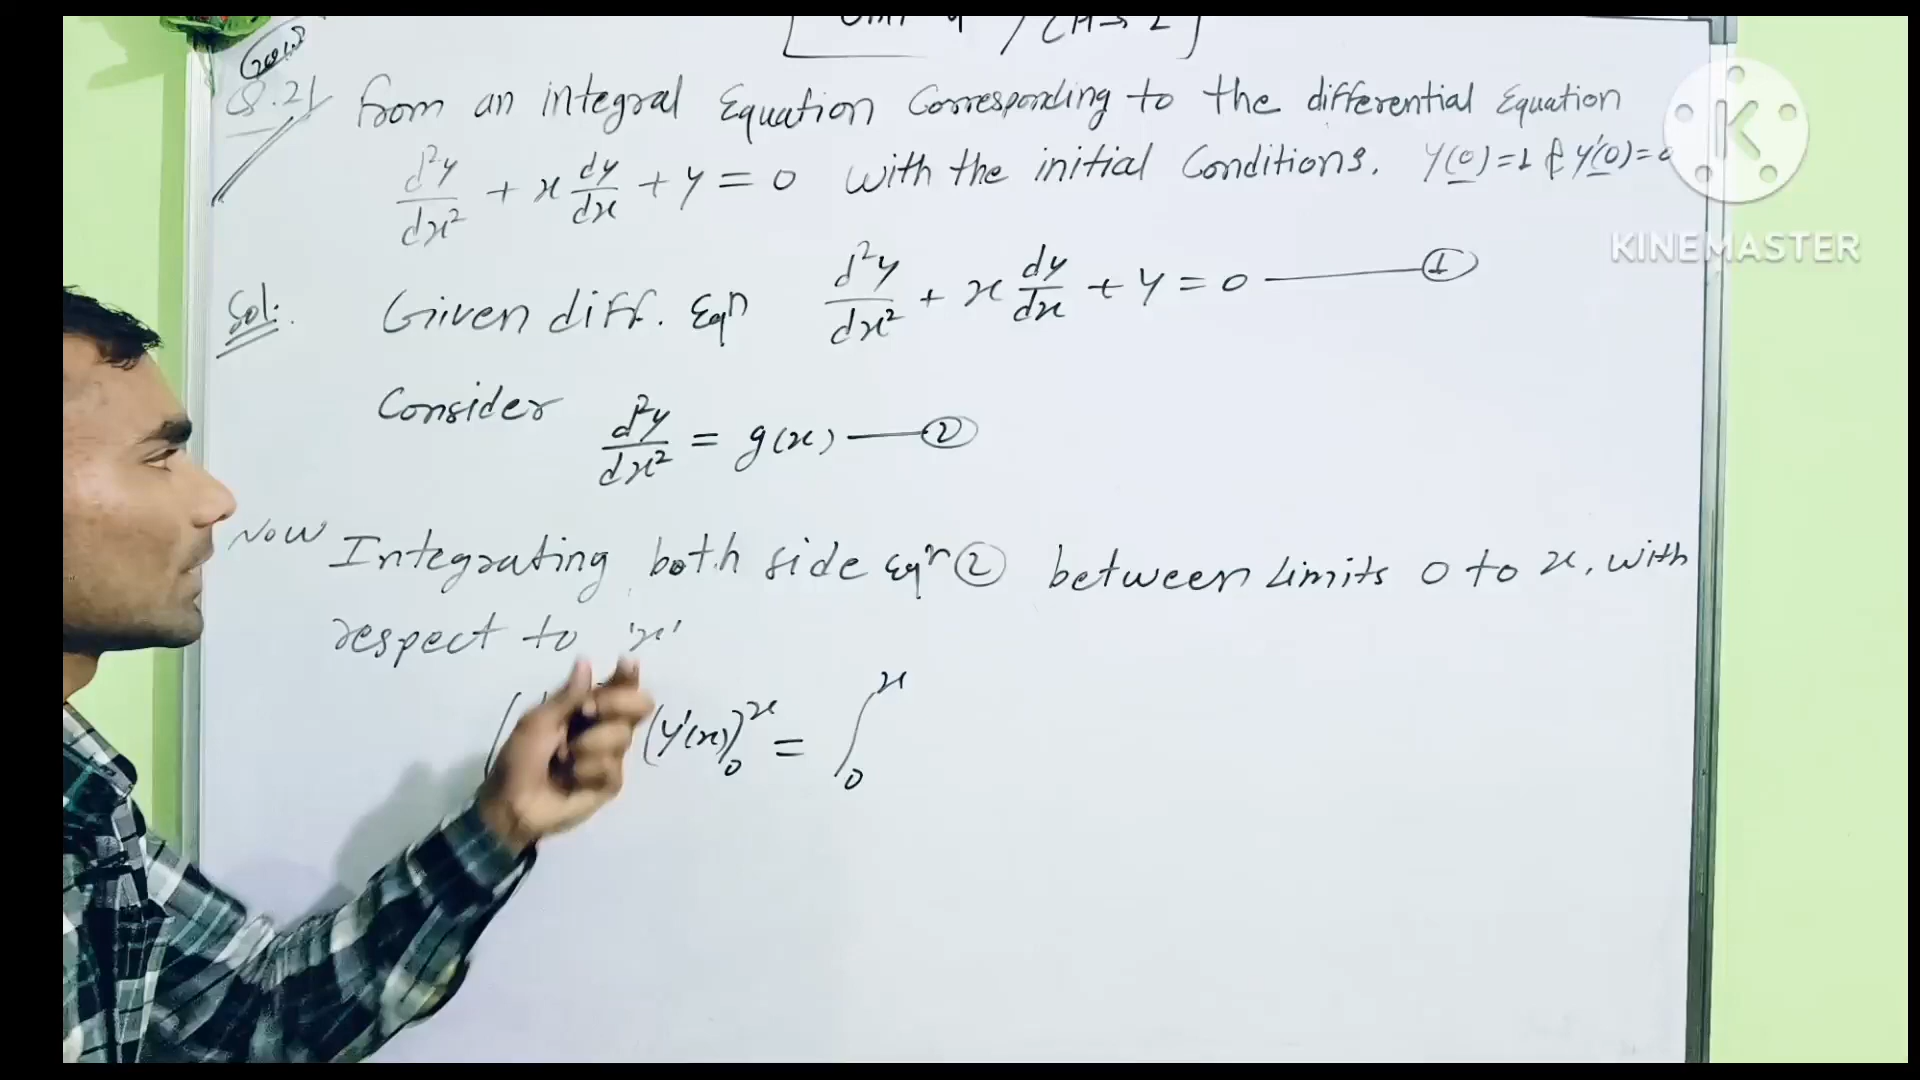 Q.2) From an integral Equation Corresponding to the differential Equation
d²y/dx² + x dy/dx + y = 0 with the initial Conditions. y(0)=1 & y'(0)=0
KINEMASTER
Sol:. Given diff. Eqn d²y/dx² + x dy/dx + y = 0 —— ①
Consider d²y/dx² = g(x) —— ②
Now Integrating both side Eqn ② between Limits 0 to x, with
respect to 'x'
(y'(x))₀ˣ = ∫₀ˣ